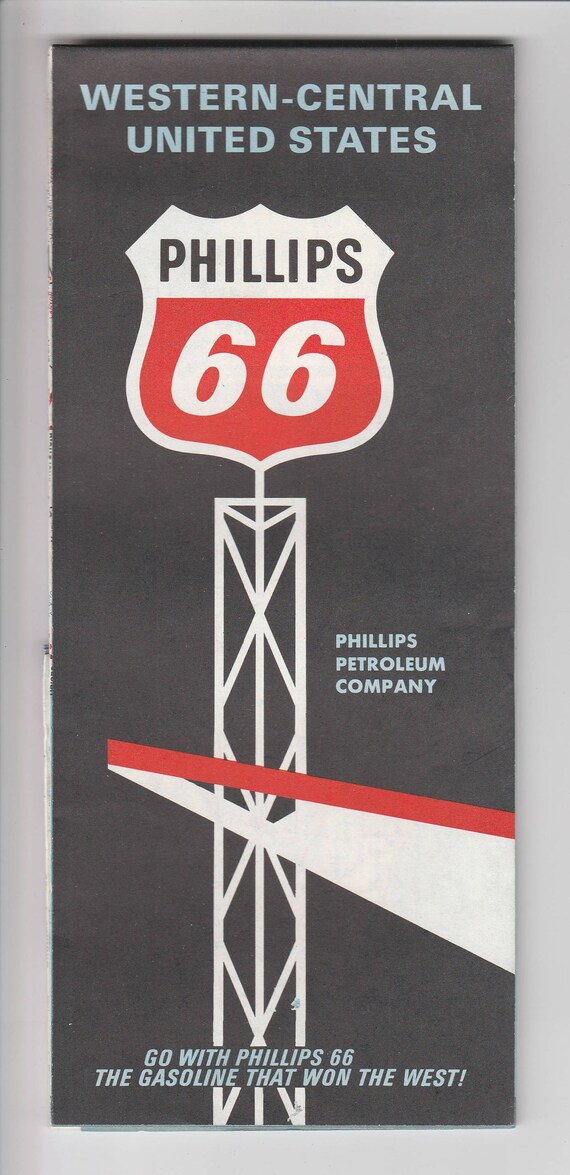 WESTERN-CENTRAL
UNITED STATES
PHILLIPS
66
PHILLIPS
PETROLEUM
COMPANY
GO WITH PHILLIPS 66
THE GASOLINE THAT WON THE WEST!